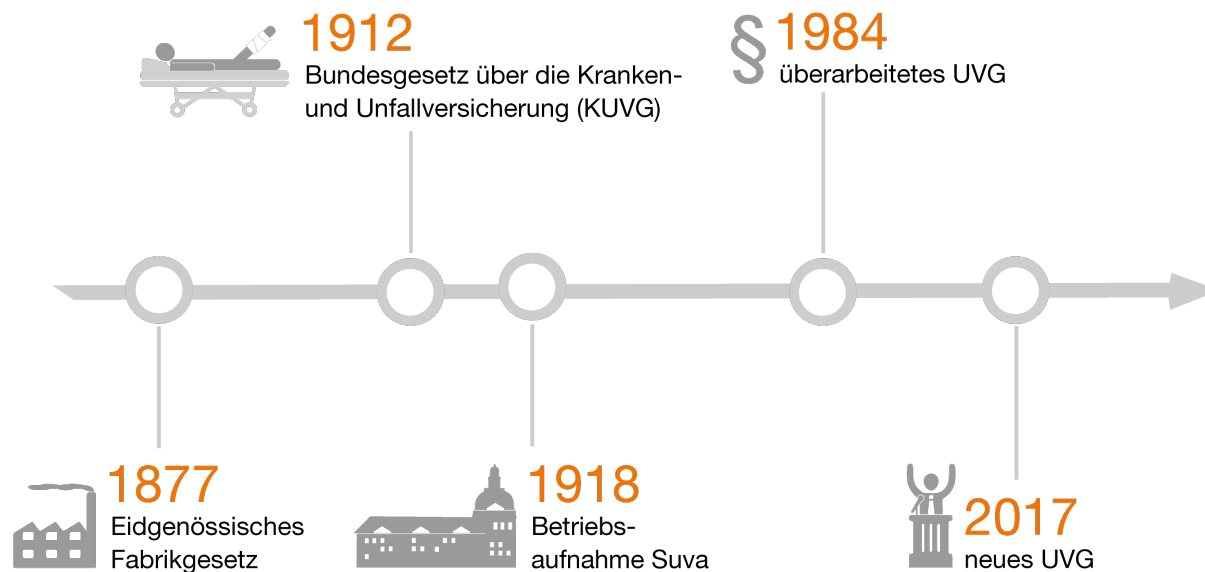 1912
Bundesgesetz über die Kranken-
und Unfallversicherung (KUVG)
§ 1984
überarbeitetes UVG
1877
Eidgenössisches
Fabrikgesetz
1918
Betriebs-
aufnahme Suva
2017
neues UVG